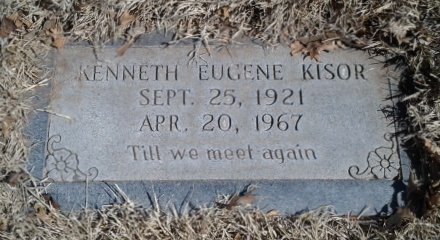 KENNETH EUGENE KISOR
SEPT. 25, 1921
APR. 20, 1967
Till we meet again